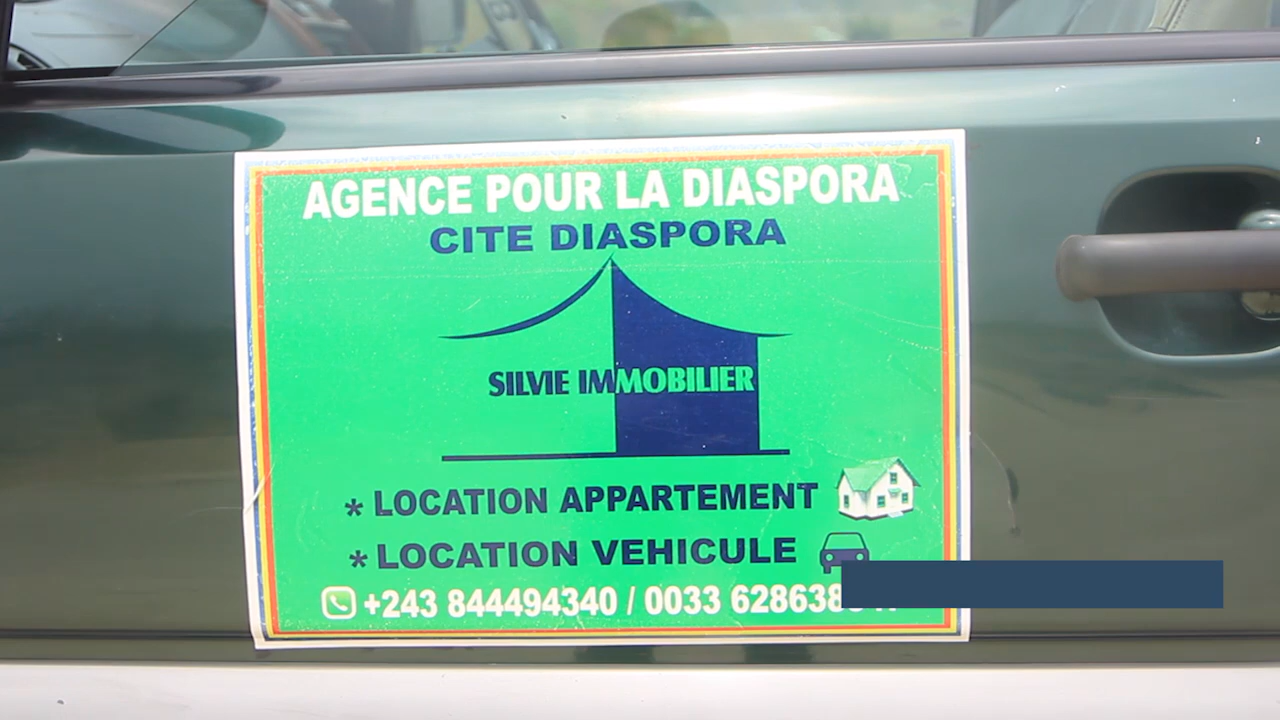 AGENCE POUR LA DIASPORA
CITE DIASPORA
SILVIE IMMOBILIER
* LOCATION APPARTEMENT
* LOCATION VEHICULE
+243 844494340 / 0033